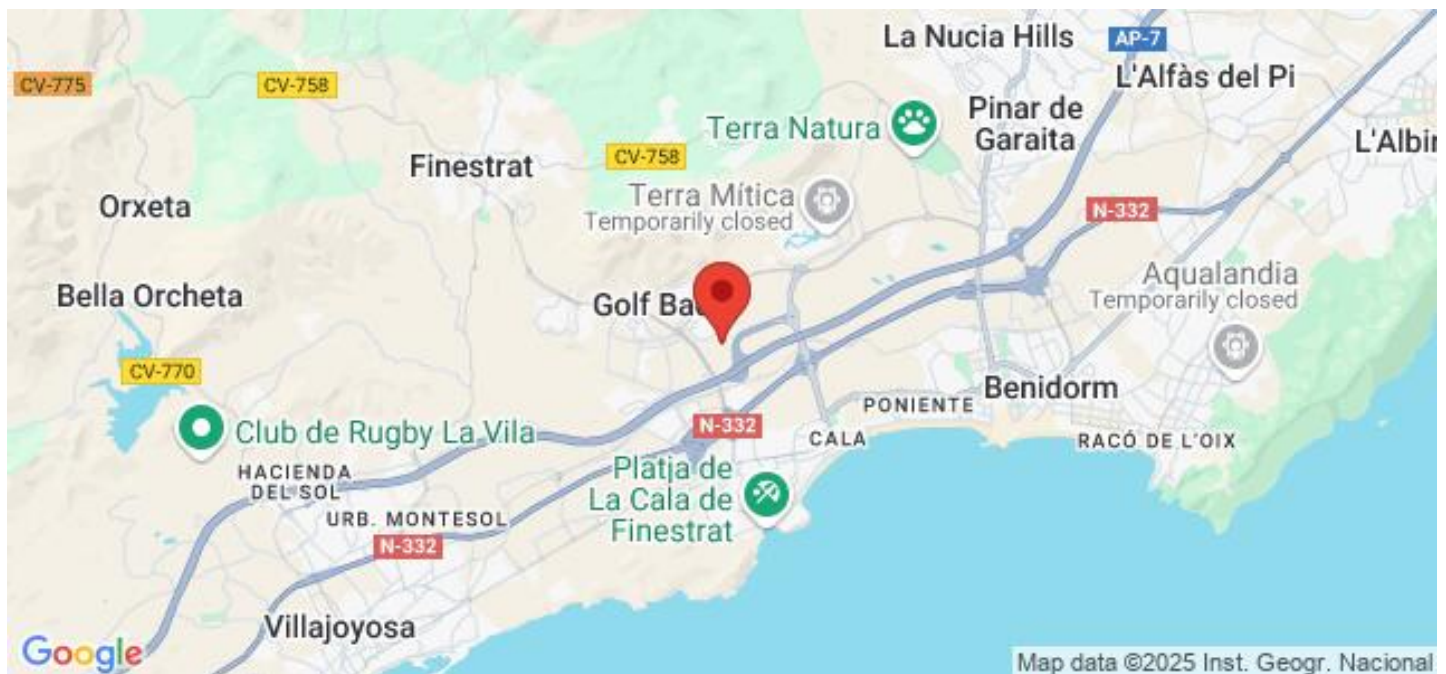 La Nucia Hills
AP-7
L'Alfàs del Pi
CV-775
CV-758
Terra Natura
Pinar de
Garaita
L'Albir
Finestrat
CV-758
Terra Mítica
Temporarily closed
Orxeta
N-332
Bella Orcheta
Golf Ba
Aqualandia
Temporarily closed
CV-770
Benidorm
PONIENTE
N-332
Club de Rugby La Vila
CALA
RACÓ DE L'OIX
HACIENDA
DEL SOL
Platja de
La Cala de
Finestrat
URB. MONTESOL
N-332
Villajoyosa
Google
Map data ©2025 Inst. Geogr. Nacional